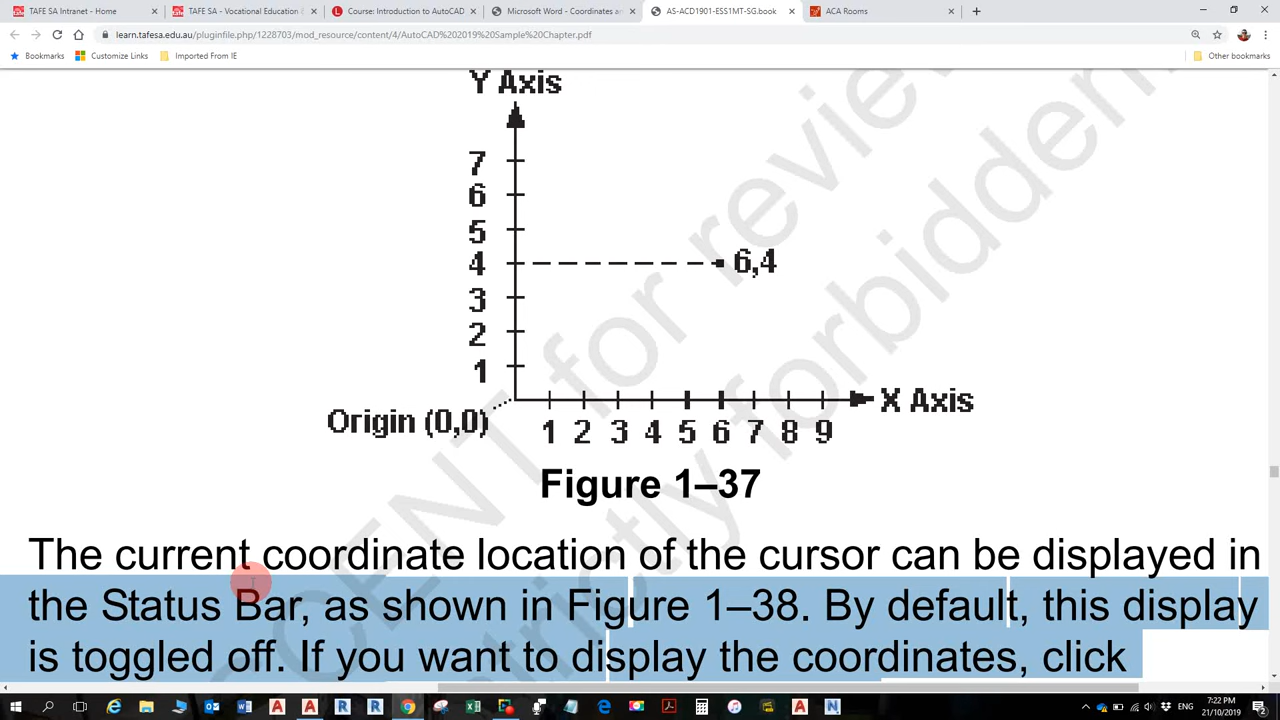 TAFE SA Intranet - Home
TAFE SA - Vocational Education &
Course: Introduction to AutoCAD
Microsoft Word - Coordinates an
AS-ACD1901-ESS1MT-SG.book
ACA Rooms
learn.tafesa.edu.au/pluginfile.php/1228703/mod_resource/content/4/AutoCAD%202019%20Sample%20Chapter.pdf
Bookmarks
Customize Links
Imported From IE
Other bookmarks
Y Axis
7
6
5
4
6,4
3
2
1
X Axis
Origin (0,0)
1 2 3 4 5 6 7 8 9
Figure 1–37
The current coordinate location of the cursor can be displayed in
the Status Bar, as shown in Figure 1–38. By default, this display
is toggled off. If you want to display the coordinates, click
for review
forbidden
strictly
ENG
7:22 PM
21/10/2019